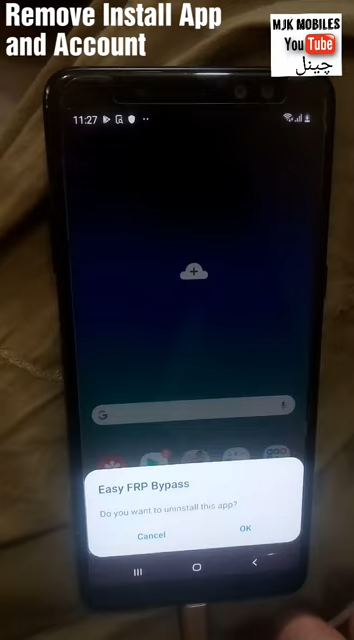 Remove Install App
and Account
MJK MOBILES
YouTube
چینل
11:27
G
Easy FRP Bypass
Do you want to uninstall this app?
Cancel
OK